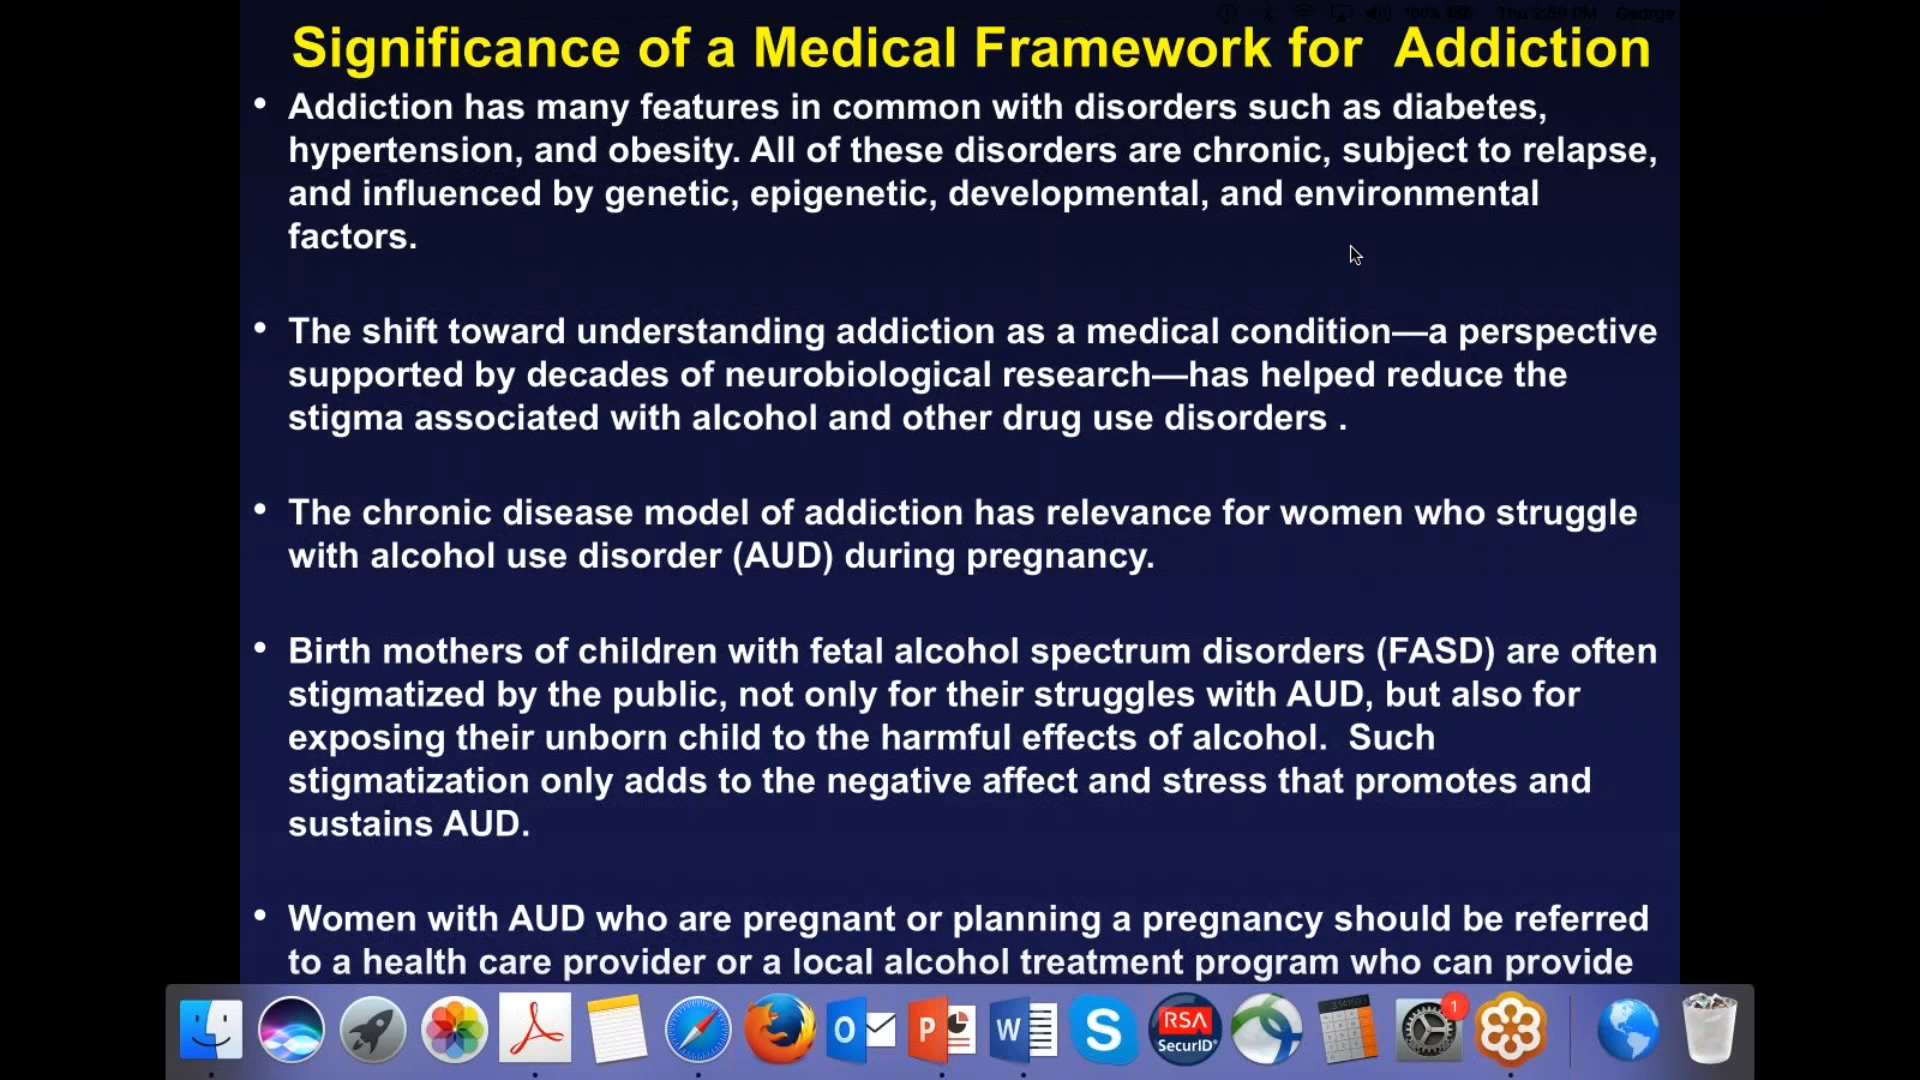 Thu 2:59 PM George
Significance of a Medical Framework for Addiction
• Addiction has many features in common with disorders such as diabetes,
hypertension, and obesity. All of these disorders are chronic, subject to relapse,
and influenced by genetic, epigenetic, developmental, and environmental
factors.
• The shift toward understanding addiction as a medical condition—a perspective
supported by decades of neurobiological research—has helped reduce the
stigma associated with alcohol and other drug use disorders .
• The chronic disease model of addiction has relevance for women who struggle
with alcohol use disorder (AUD) during pregnancy.
• Birth mothers of children with fetal alcohol spectrum disorders (FASD) are often
stigmatized by the public, not only for their struggles with AUD, but also for
exposing their unborn child to the harmful effects of alcohol. Such
stigmatization only adds to the negative affect and stress that promotes and
sustains AUD.
• Women with AUD who are pregnant or planning a pregnancy should be referred
to a health care provider or a local alcohol treatment program who can provide
O P W S RSA 1
SecurID